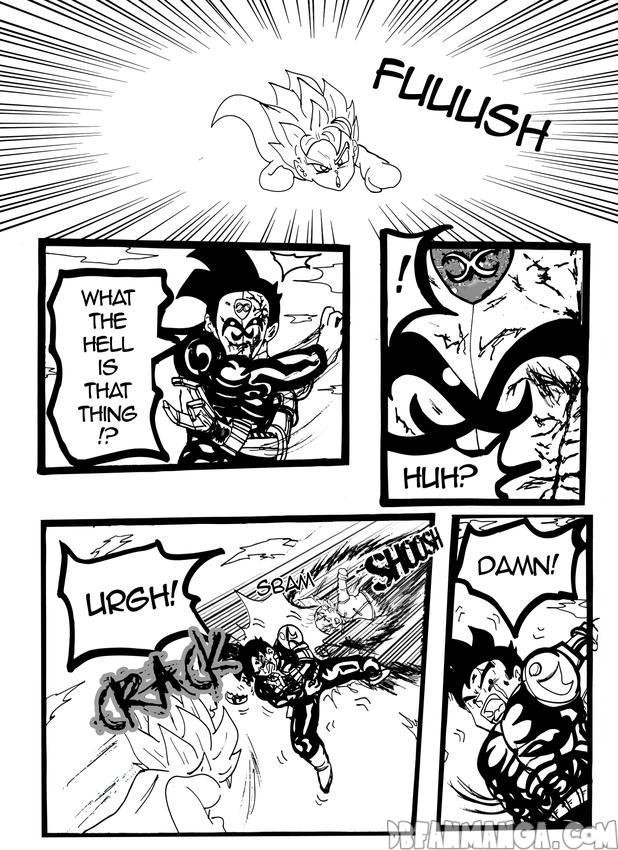 FUUUSH
WHAT
THE
HELL
IS
THAT
THING
!?
!
HUH?
URGH!
CRACK
SBAM
SHOOSH
DAMN!
DBFANMANGA.COM